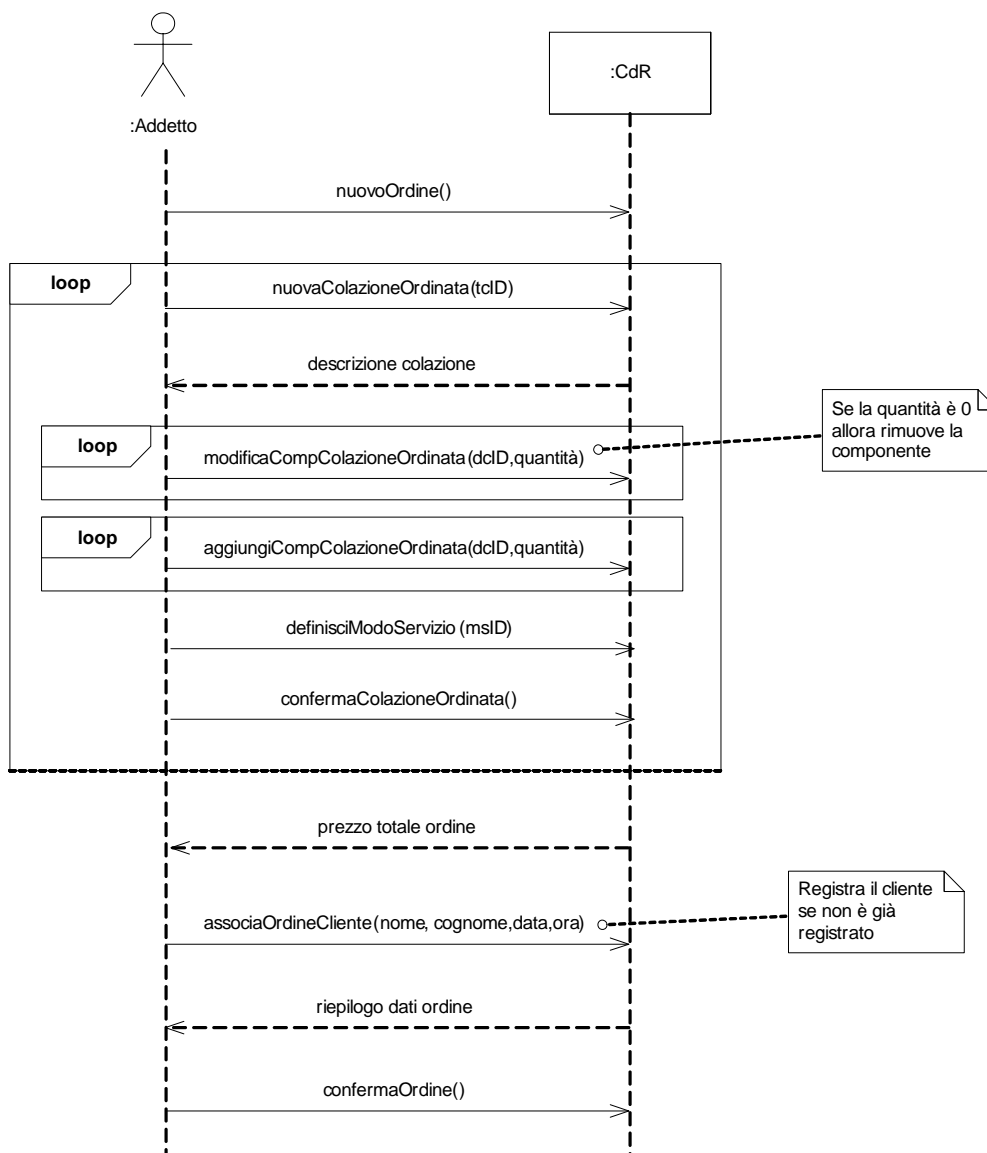 :CdR
:Addetto
nuovoOrdine()
loop
nuovaColazioneOrdinata(tcID)
descrizione colazione
Se la quantità è 0
allora rimuove la
componente
loop
modificaCompColazioneOrdinata(dcID,quantità)
loop
aggiungiCompColazioneOrdinata(dcID,quantità)
definisciModoServizio (msID)
confermaColazioneOrdinata()
prezzo totale ordine
Registra il cliente
se non è già
registrato
associaOrdineCliente(nome, cognome,data,ora)
riepilogo dati ordine
confermaOrdine()